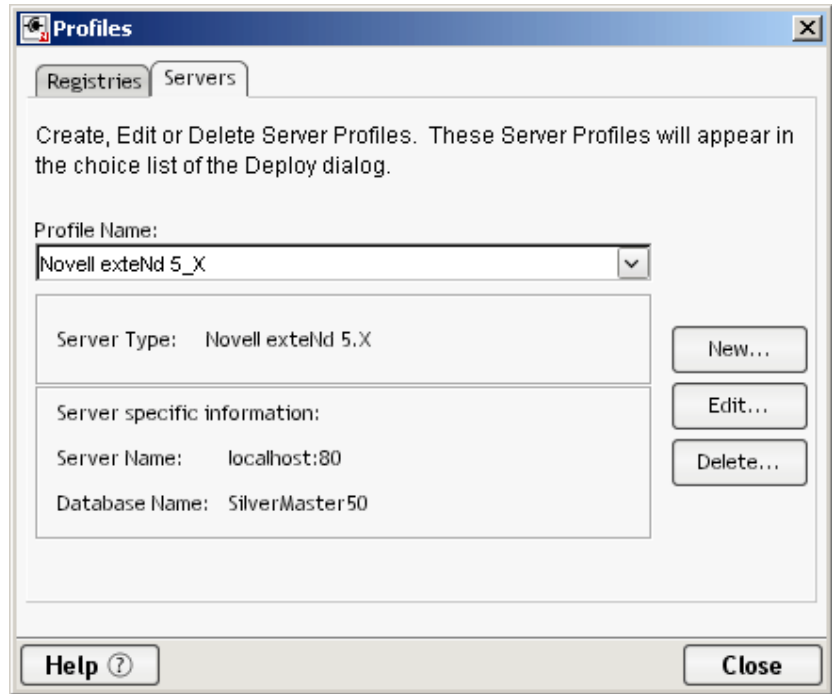 Profiles
Registries
Servers
Create, Edit or Delete Server Profiles. These Server Profiles will appear in
the choice list of the Deploy dialog.
Profile Name:
Novell exteNd 5_X
Server Type: Novell exteNd 5.X
New...
Server specific information:
Edit...
Server Name: localhost:80
Delete...
Database Name: SilverMaster50
Help ?
Close